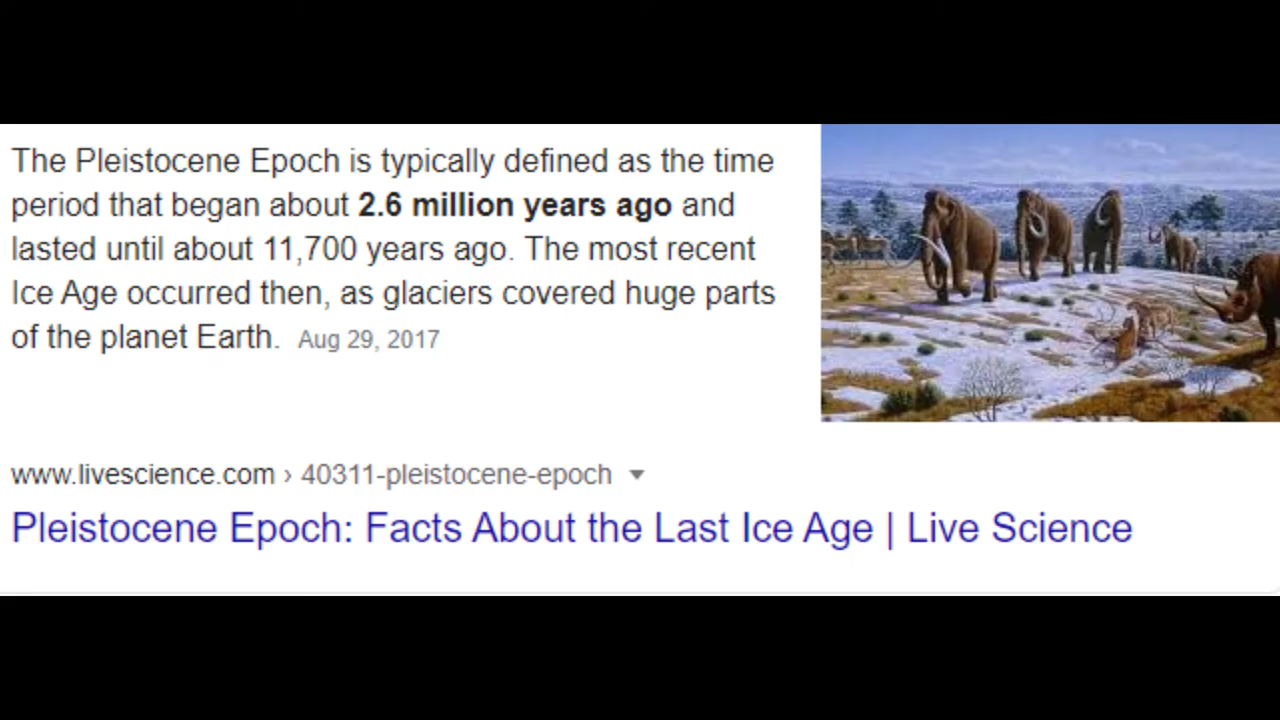 The Pleistocene Epoch is typically defined as the time
period that began about 2.6 million years ago and
lasted until about 11,700 years ago. The most recent
Ice Age occurred then, as glaciers covered huge parts
of the planet Earth. Aug 29, 2017
www.livescience.com › 40311-pleistocene-epoch
Pleistocene Epoch: Facts About the Last Ice Age | Live Science